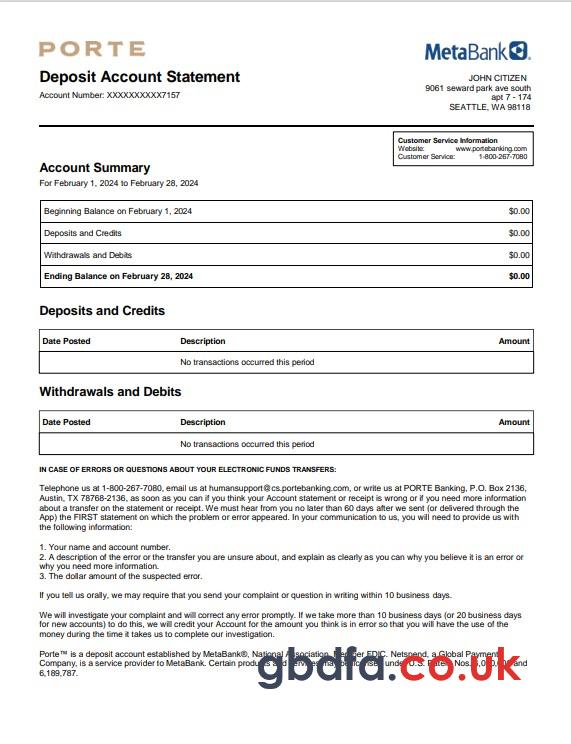 PORTE
MetaBank®
Deposit Account Statement
Account Number: XXXXXXXXXX7157
JOHN CITIZEN
9061 seward park ave south
apt 7 - 174
SEATTLE, WA 98118
Customer Service Information
Website: www.portebanking.com
Customer Service: 1-800-267-7080
Account Summary
For February 1, 2024 to February 28, 2024
Beginning Balance on February 1, 2024 $0.00
Deposits and Credits $0.00
Withdrawals and Debits $0.00
Ending Balance on February 28, 2024 $0.00
Deposits and Credits
Date Posted Description Amount
No transactions occurred this period
Withdrawals and Debits
Date Posted Description Amount
No transactions occurred this period
IN CASE OF ERRORS OR QUESTIONS ABOUT YOUR ELECTRONIC FUNDS TRANSFERS:
Telephone us at 1-800-267-7080, email us at humansupport@cs.portebanking.com, or write us at PORTE Banking, P.O. Box 2136,
Austin, TX 78768-2136, as soon as you can if you think your Account statement or receipt is wrong or if you need more information
about a transfer on the statement or receipt. We must hear from you no later than 60 days after we sent (or delivered through the
App) the FIRST statement on which the problem or error appeared. In your communication to us, you will need to provide us with
the following information:
1. Your name and account number.
2. A description of the error or the transfer you are unsure about, and explain as clearly as you can why you believe it is an error or
why you need more information.
3. The dollar amount of the suspected error.
If you tell us orally, we may require that you send your complaint or question in writing within 10 business days.
We will investigate your complaint and will correct any error promptly. If we take more than 10 business days (or 20 business days
for new accounts) to do this, we will credit your Account for the amount you think is in error so that you will have the use of the
money during the time it takes us to complete our investigation.
Porte™ is a deposit account established by MetaBank®, National Association, Member FDIC. Netspend, a Global Payments
Company, is a service provider to MetaBank. Certain products and services may be licensed under U.S. Patent Nos. and
6,189,787.
gbdfa.co.uk